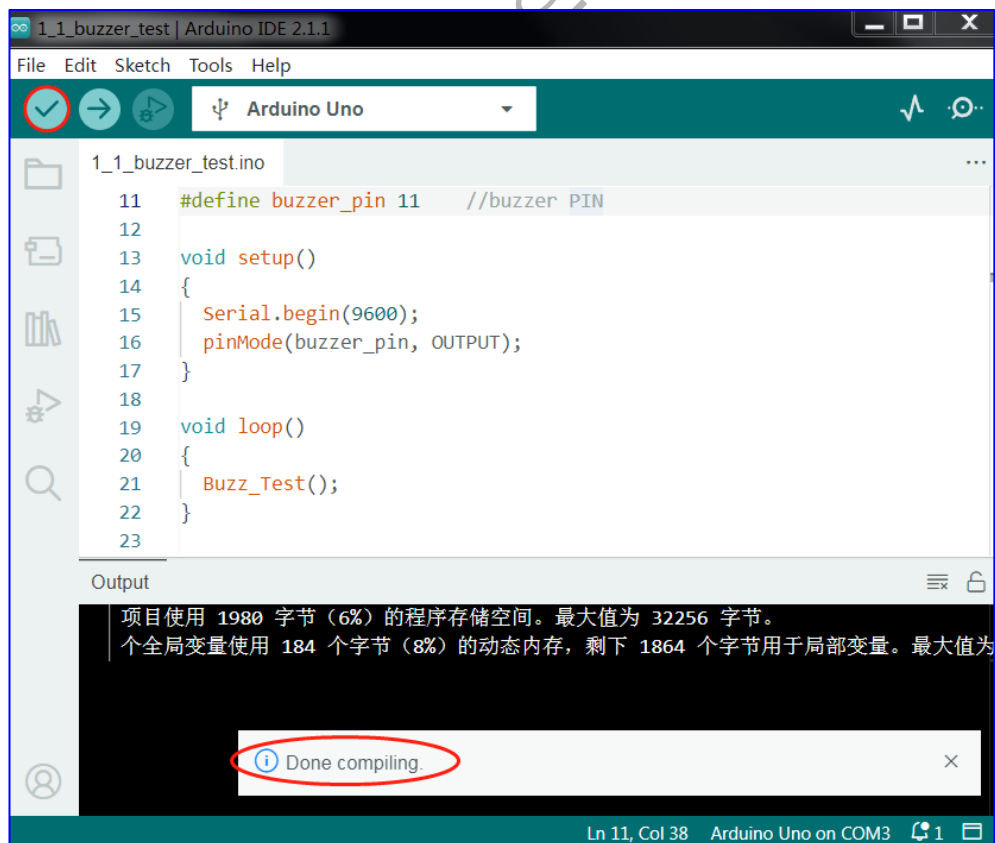 1_1_buzzer_test | Arduino IDE 2.1.1
File Edit Sketch Tools Help
Arduino Uno
1_1_buzzer_test.ino
11 #define buzzer_pin 11 //buzzer PIN
12
13 void setup()
14 {
15 Serial.begin(9600);
16 pinMode(buzzer_pin, OUTPUT);
17 }
18
19 void loop()
20 {
21 Buzz_Test();
22 }
23
Output
项目使用 1980 字节（6%）的程序存储空间。最大值为 32256 字节。
个全局变量使用 184 个字节（8%）的动态内存，剩下 1864 个字节用于局部变量。最大值为
Done compiling.
Ln 11, Col 38 Arduino Uno on COM3 1